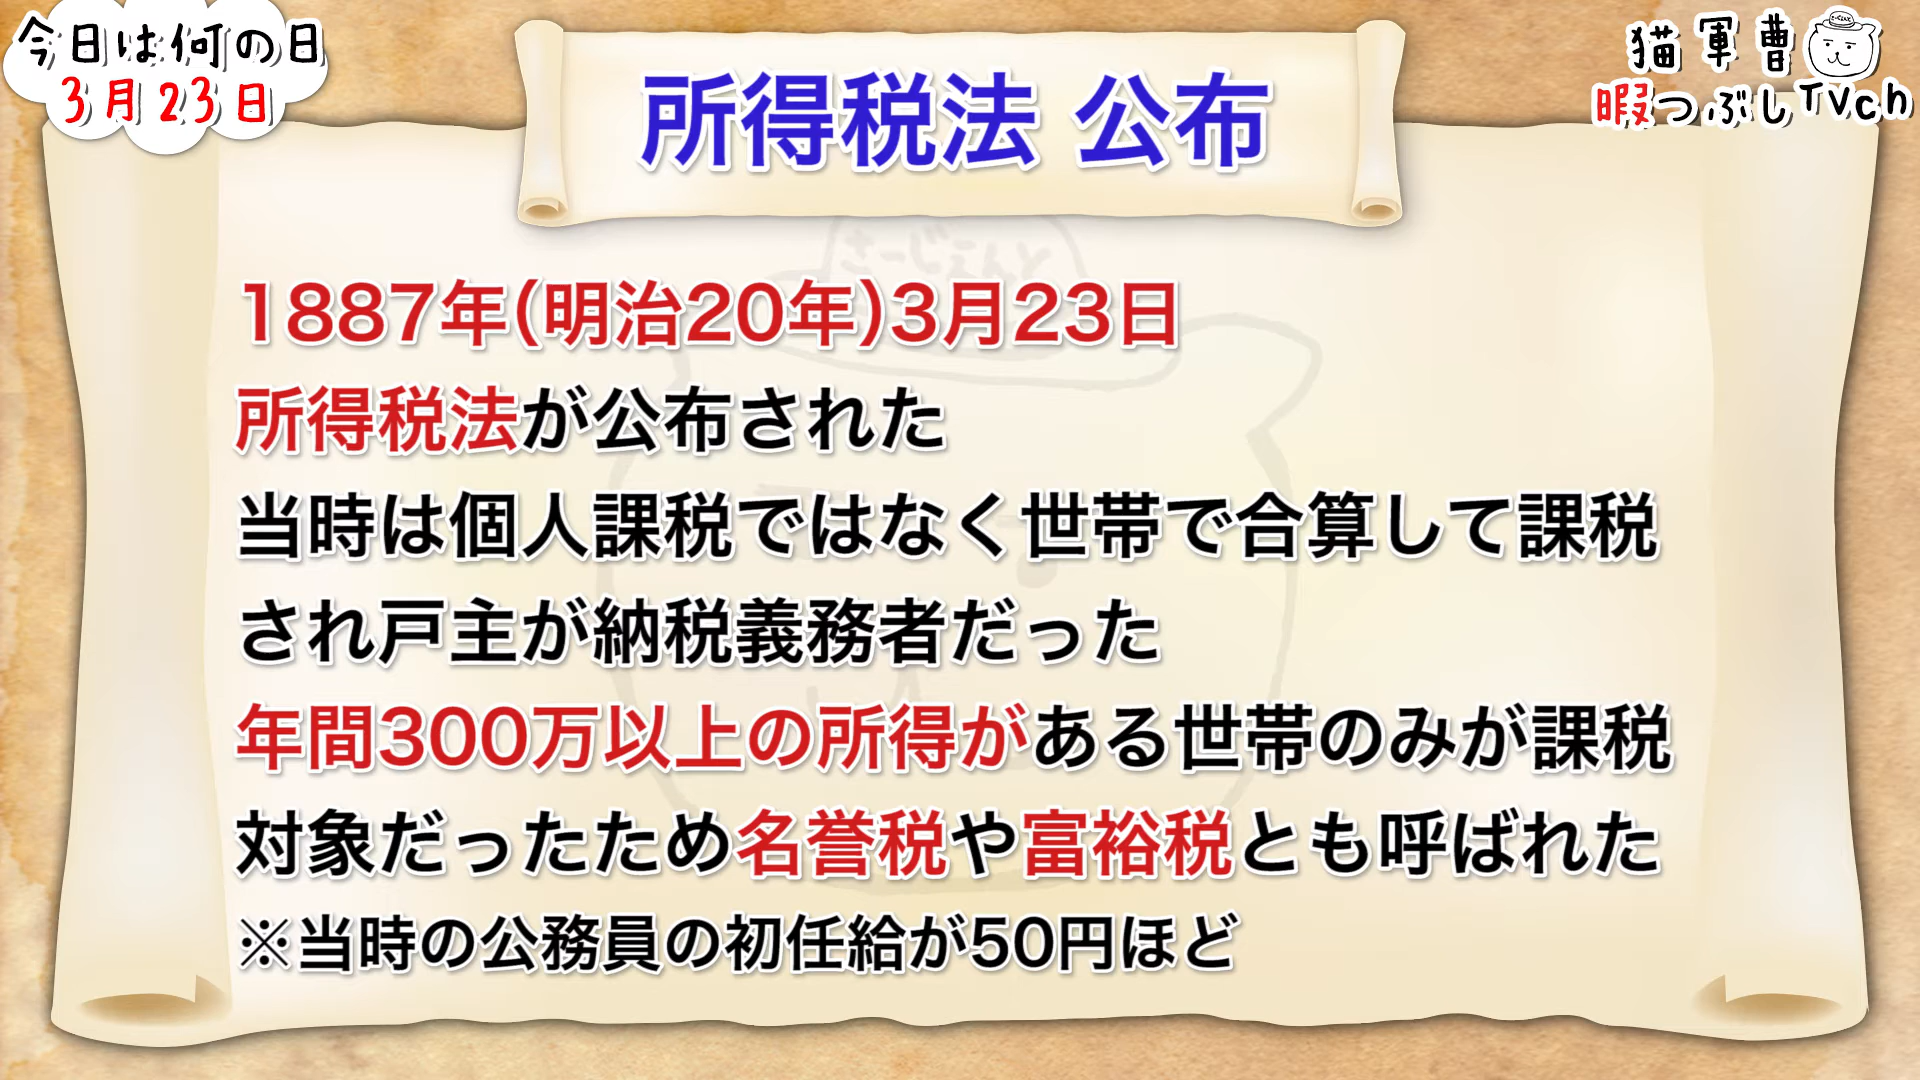 今日は何の日
3月23日
所得税法 公布
猫軍曹
暇つぶしTVch
さーじぇんと
1887年(明治20年)3月23日
所得税法が公布された
当時は個人課税ではなく世帯で合算して課税
され戸主が納税義務者だった
年間300万以上の所得がある世帯のみが課税
対象だったため名誉税や富裕税とも呼ばれた
※当時の公務員の初任給が50円ほど